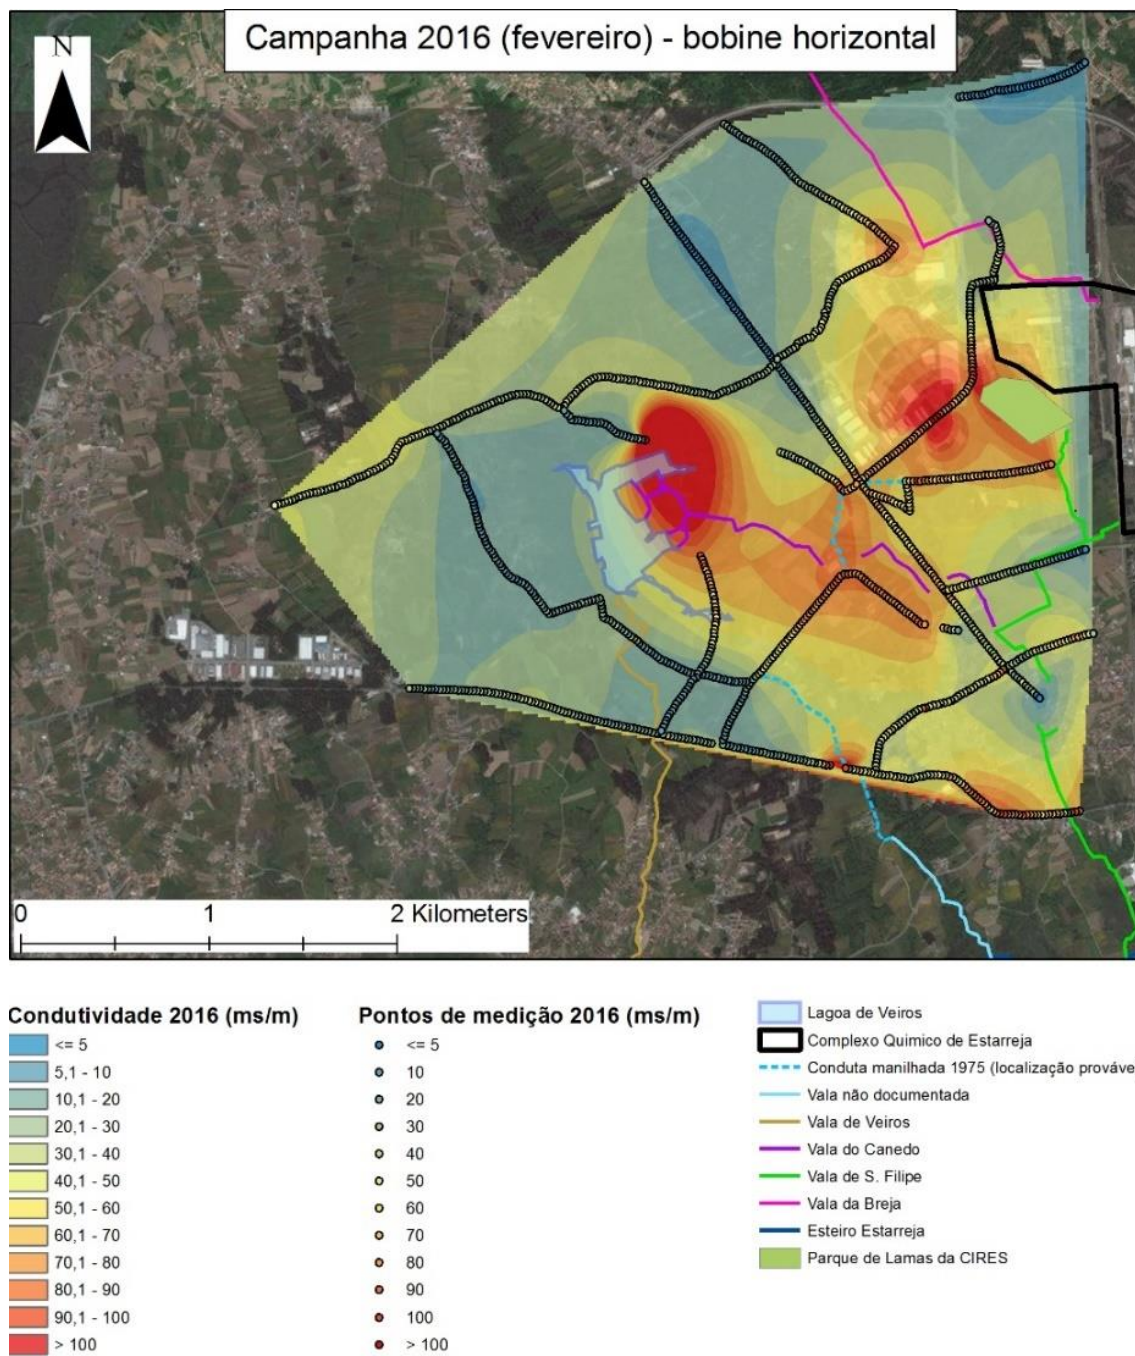 Campanha 2016 (fevereiro) - bobine horizontal
N
0 1 2 Kilometers
Condutividade 2016 (ms/m)
<= 5
5,1 - 10
10,1 - 20
20,1 - 30
30,1 - 40
40,1 - 50
50,1 - 60
60,1 - 70
70,1 - 80
80,1 - 90
90,1 - 100
> 100
Pontos de medição 2016 (ms/m)
<= 5
10
20
30
40
50
60
70
80
90
100
> 100
Lagoa de Veiros
Complexo Quimico de Estarreja
Conduta manilhada 1975 (localização prováve
Vala não documentada
Vala de Veiros
Vala do Canedo
Vala de S. Filipe
Vala da Breja
Esteiro Estarreja
Parque de Lamas da CIRES